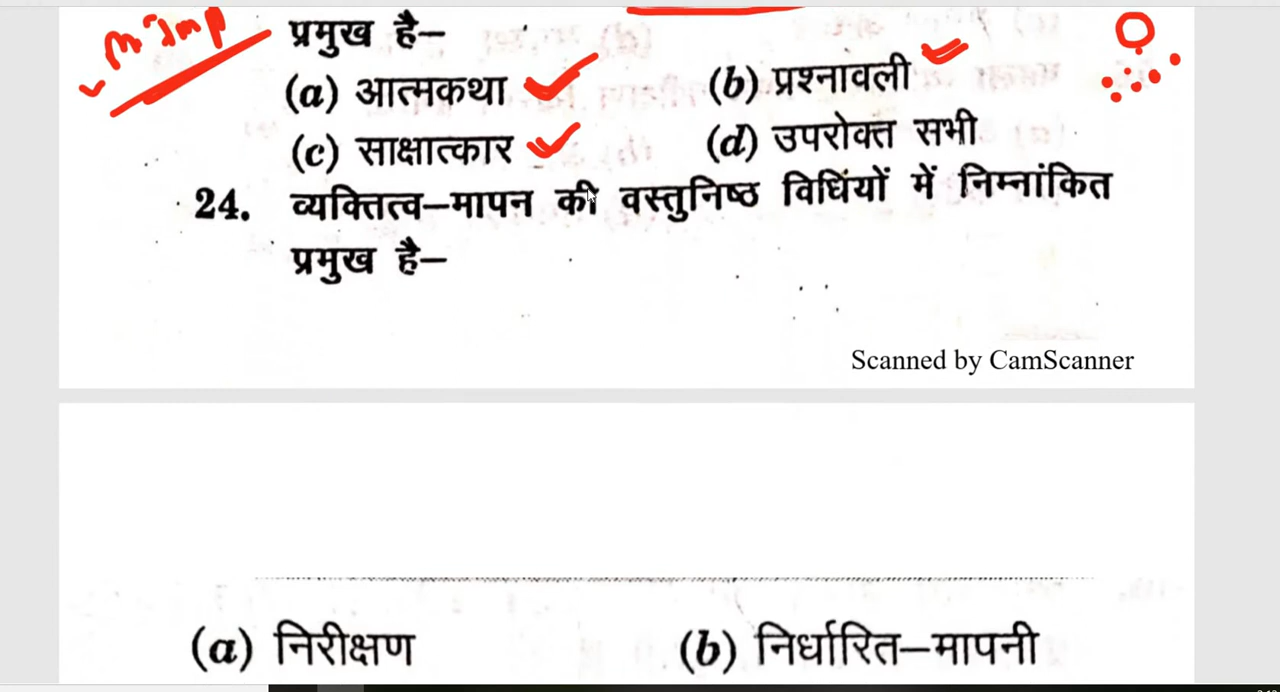 m. Imp
प्रमुख है–
(a) आत्मकथा (b) प्रश्नावली
(c) साक्षात्कार (d) उपरोक्त सभी
24. व्यक्तित्व–मापन की वस्तुनिष्ठ विधियों में निम्नांकित
प्रमुख है–
Scanned by CamScanner
(a) निरीक्षण (b) निर्धारित–मापनी